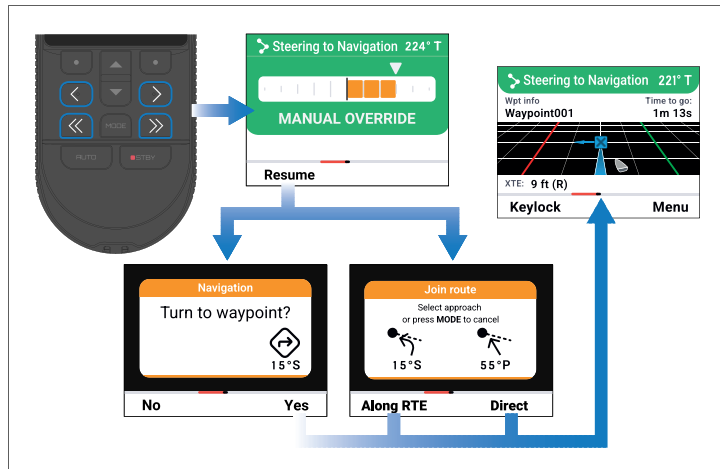 MODE
AUTO
STBY
Steering to Navigation 224° T
MANUAL OVERRIDE
Resume
Steering to Navigation 221° T
Wpt info
Time to go:
Waypoint001
1m 13s
XTE: 9 ft (R)
Keylock
Menu
Navigation
Turn to waypoint?
15°S
No
Yes
Join route
Select approach
or press MODE to cancel
15°S
55°P
Along RTE
Direct